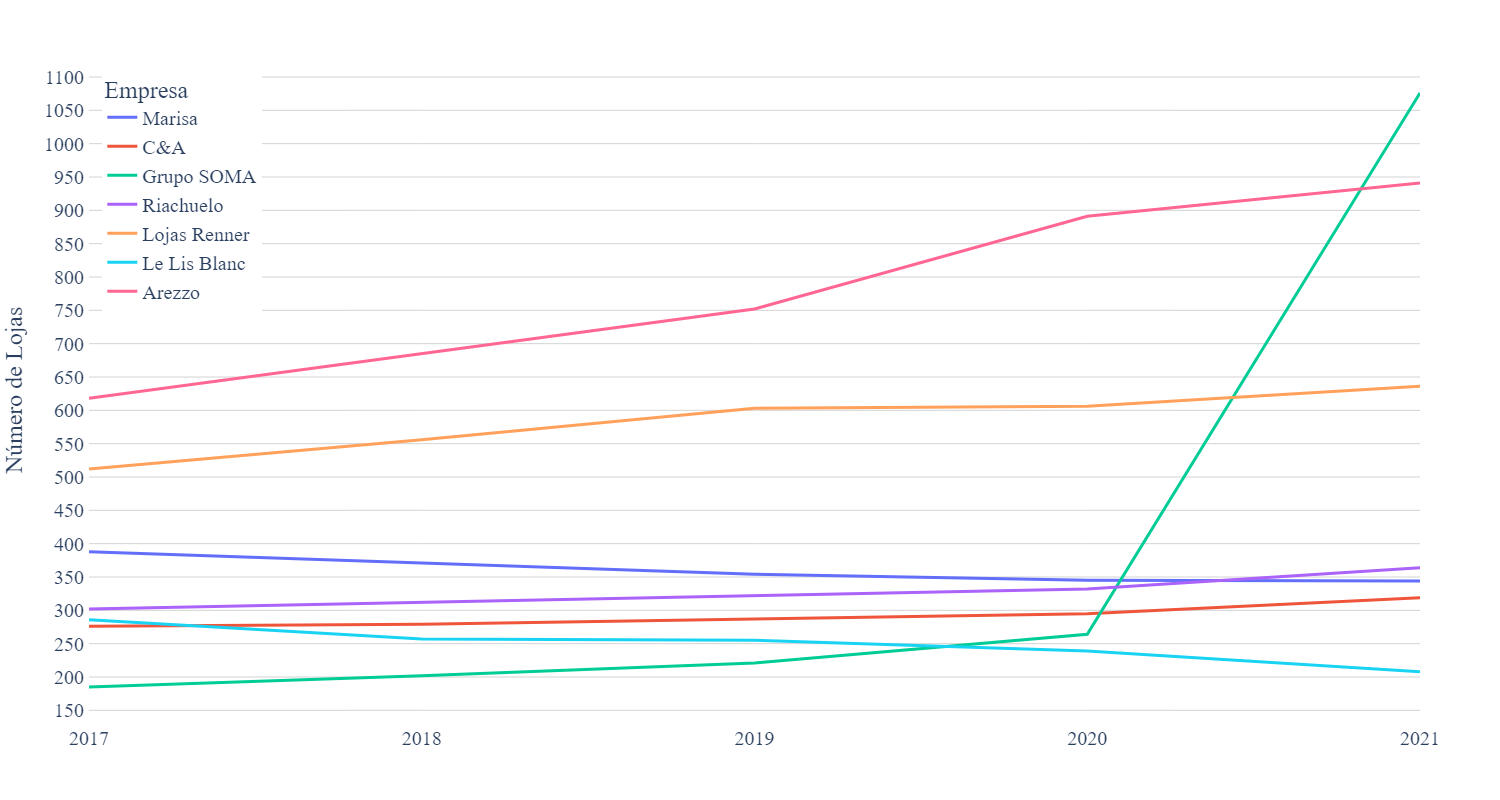 Número de Lojas
1100
1050
1000
950
900
850
800
750
700
650
600
550
500
450
400
350
300
250
200
150
Empresa
Marisa
C&A
Grupo SOMA
Riachuelo
Lojas Renner
Le Lis Blanc
Arezzo
2017 2018 2019 2020 2021